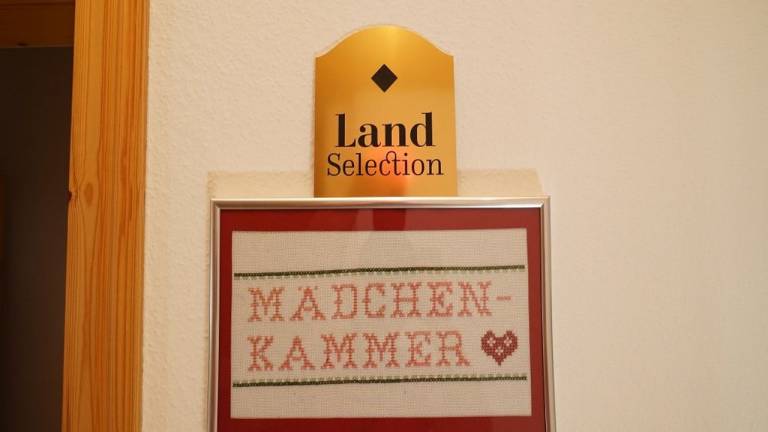 Land
Selection
MÄDCHEN-
KAMMER